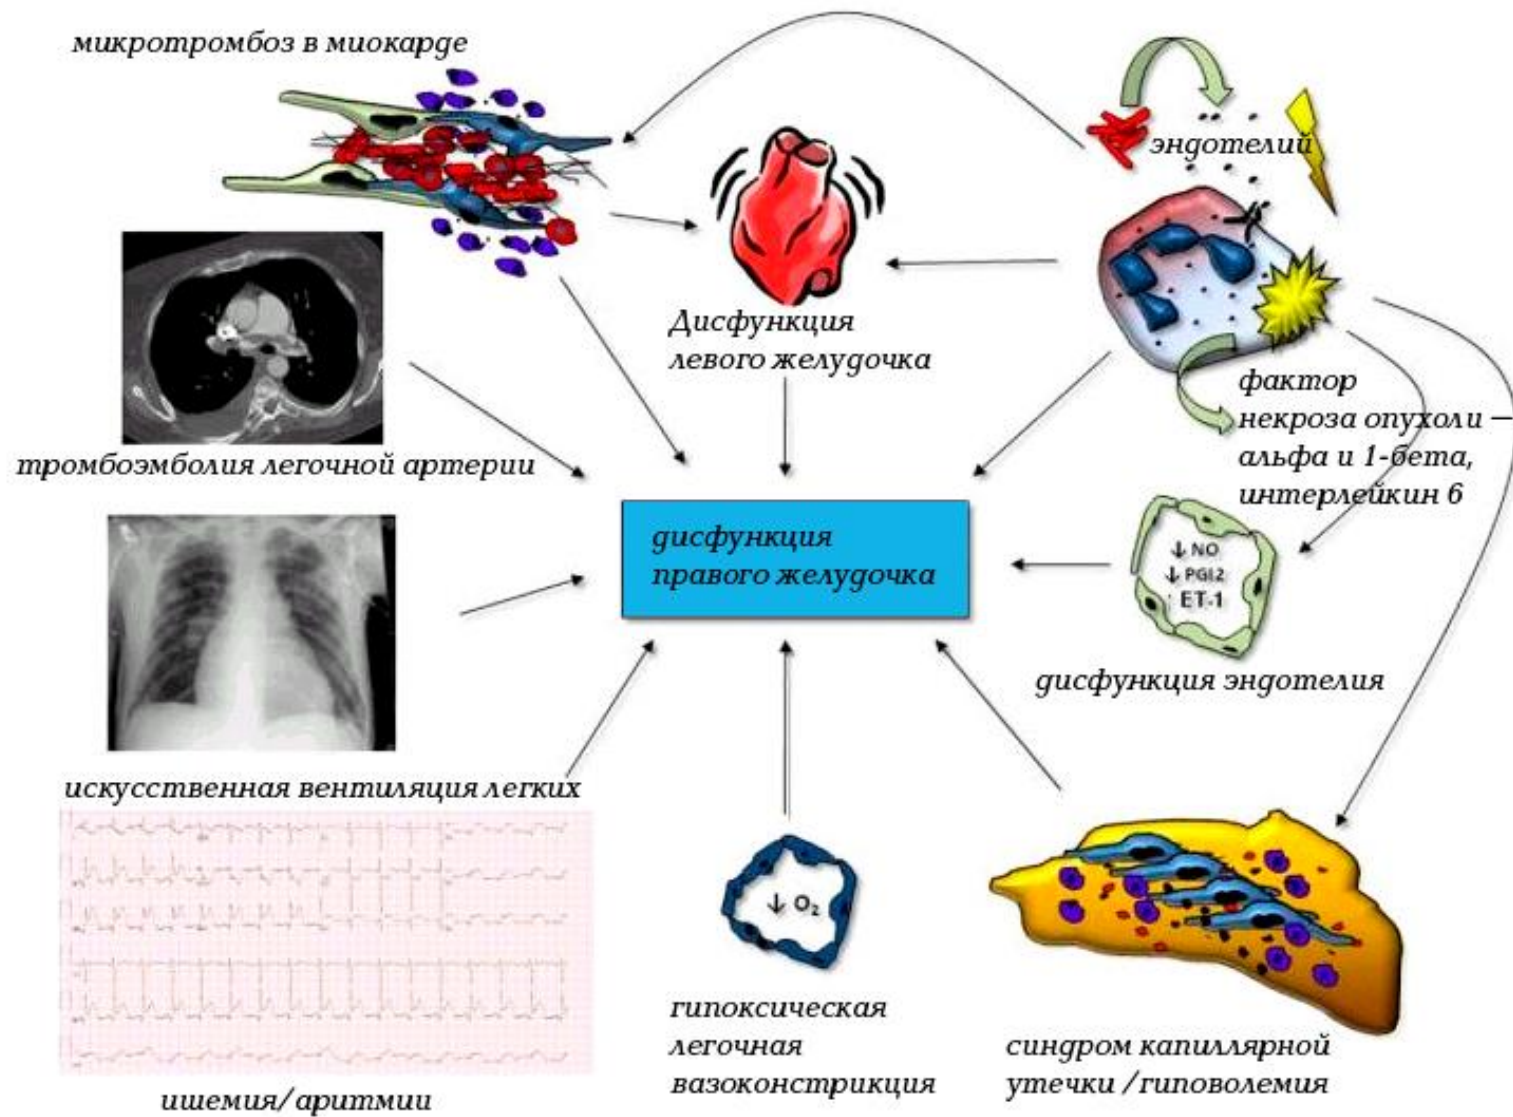 микротромбоз в миокарде
эндотелий
Дисфункция
левого желудочка
фактор
некроза опухоли —
альфа и 1-бета,
интерлейкин 6
тромбоэмболия легочной артерии
дисфункция
правого желудочка
↓ NO
↓ PGI2
ET-1
дисфункция эндотелия
искусственная вентиляция легких
↓ O₂
гипоксическая
легочная
вазоконстрикция
синдром капиллярной
утечки /гиповолемия
ишемия/аритмии